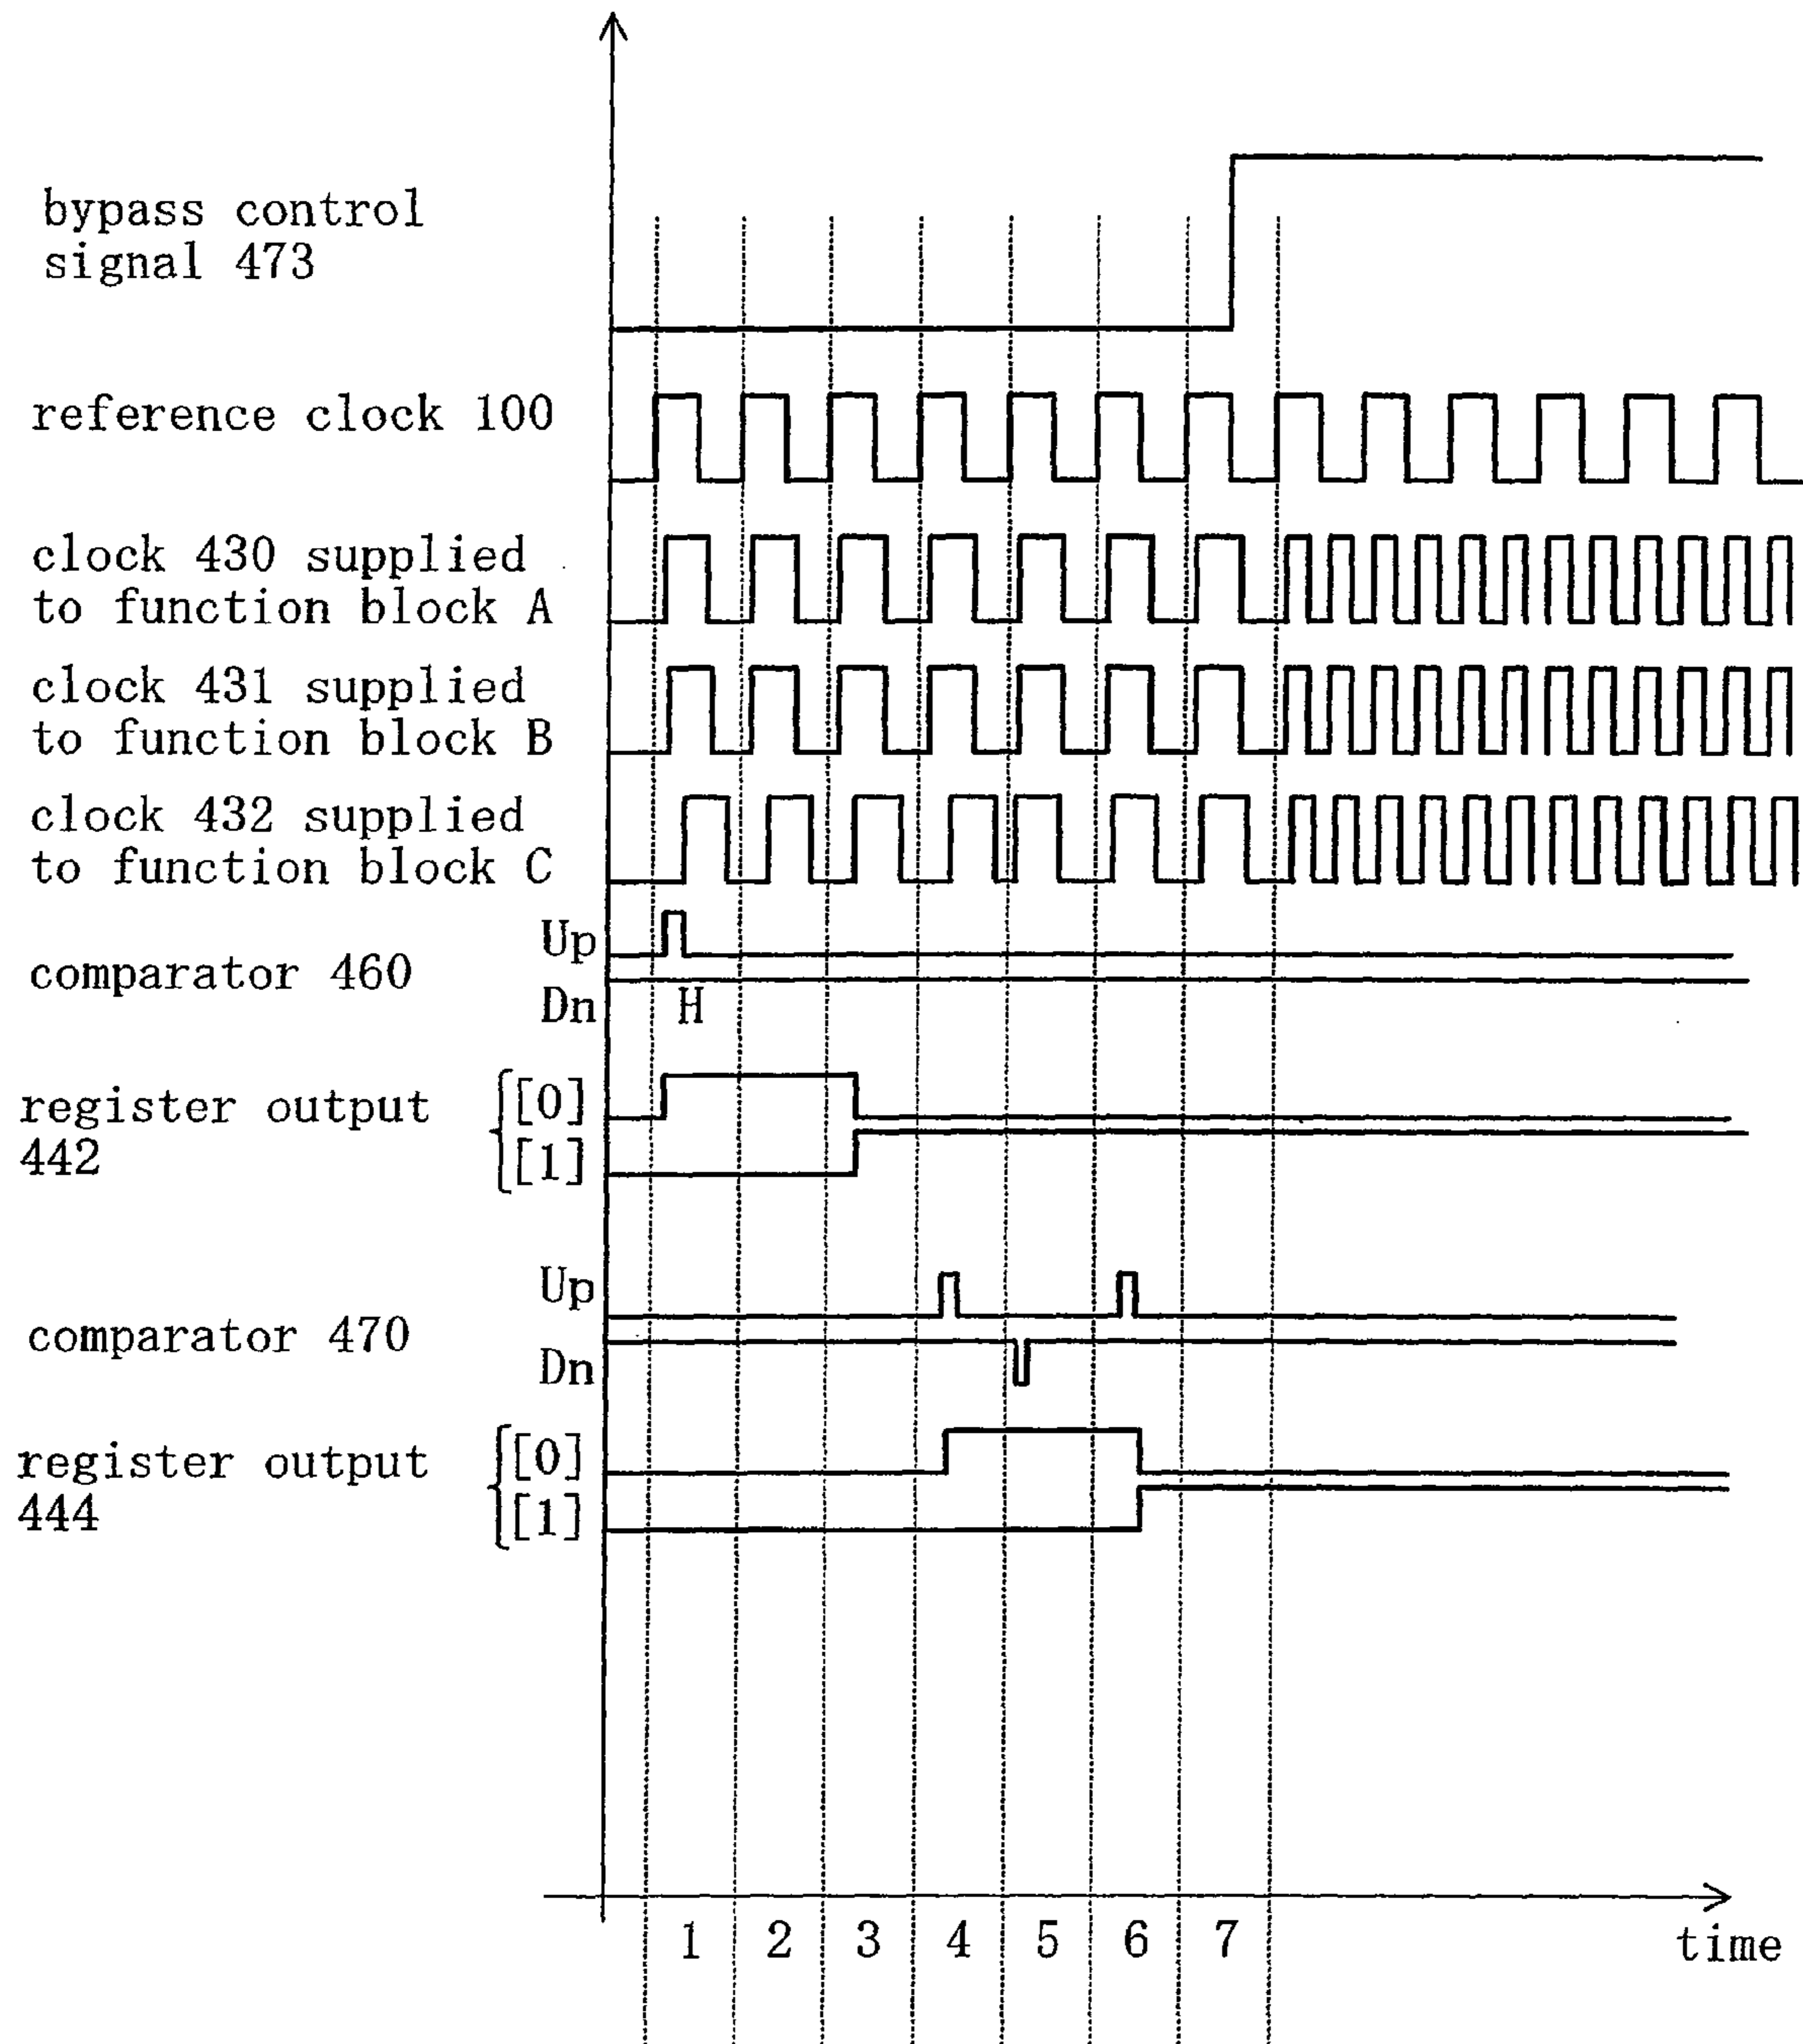 bypass control
signal 473
reference clock 100
clock 430 supplied
to function block A
clock 431 supplied
to function block B
clock 432 supplied
to function block C
Up
comparator 460
Dn H
register output [0]
442 [1]
Up
comparator 470
Dn
register output [0]
444 [1]
1 2 3 4 5 6 7 time